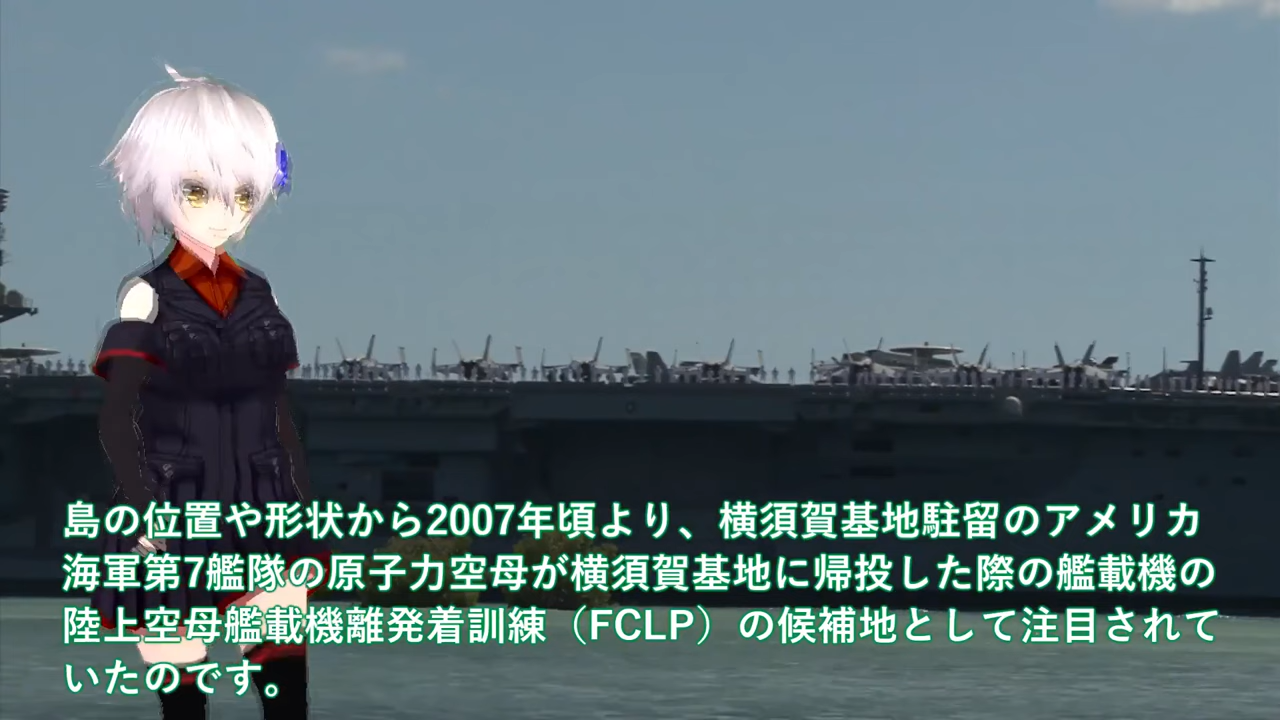 島の位置や形状から2007年頃より、横須賀基地駐留のアメリカ
海軍第7艦隊の原子力空母が横須賀基地に帰投した際の艦載機の
陸上空母艦載機離発着訓練（FCLP）の候補地として注目されて
いたのです。